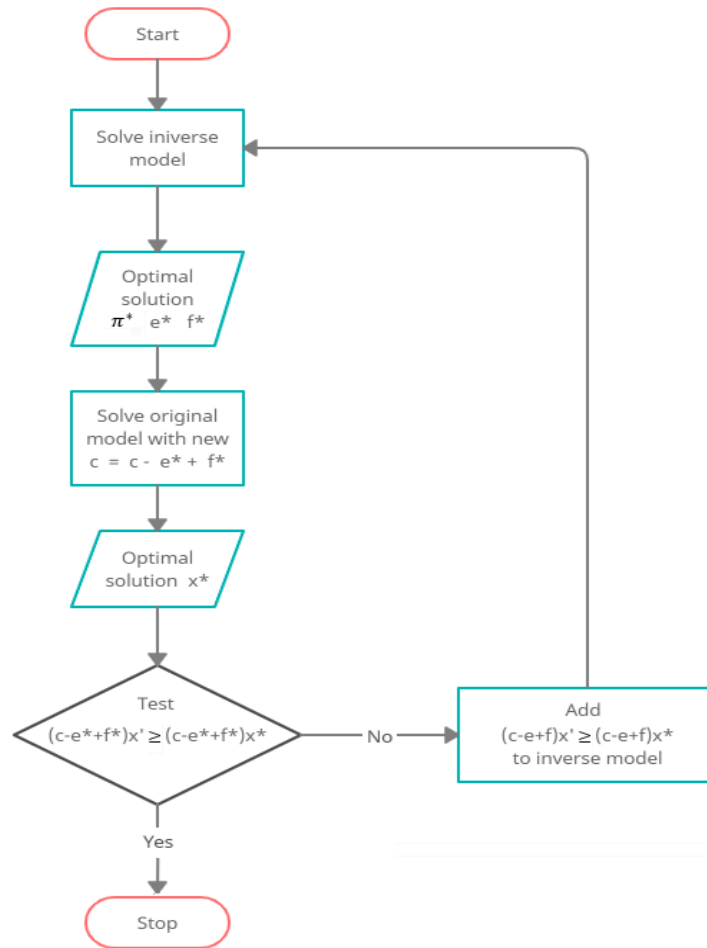 Start
Solve iniverse
model
Optimal
solution
π* e* f*
Solve original
model with new
c = c - e* + f*
Optimal
solution x*
Test
(c-e*+f*)x' ≥ (c-e*+f*)x*
No
Add
(c-e+f)x' ≥ (c-e+f)x*
to inverse model
Yes
Stop